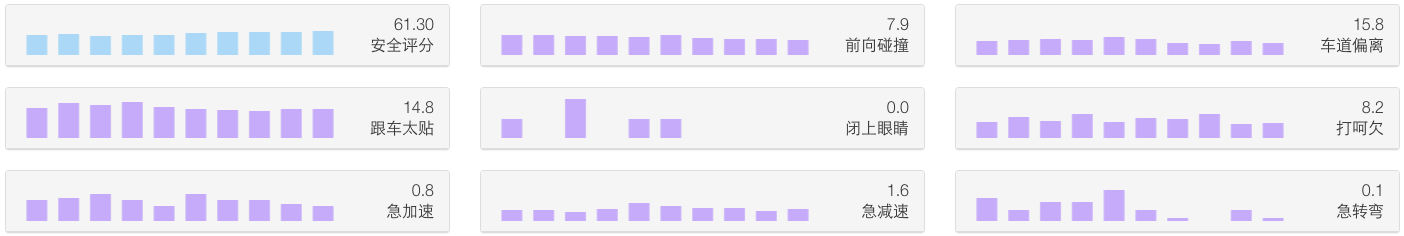 61.30
安全评分
7.9
前向碰撞
15.8
车道偏离
14.8
跟车太贴
0.0
闭上眼睛
8.2
打呵欠
0.8
急加速
1.6
急减速
0.1
急转弯